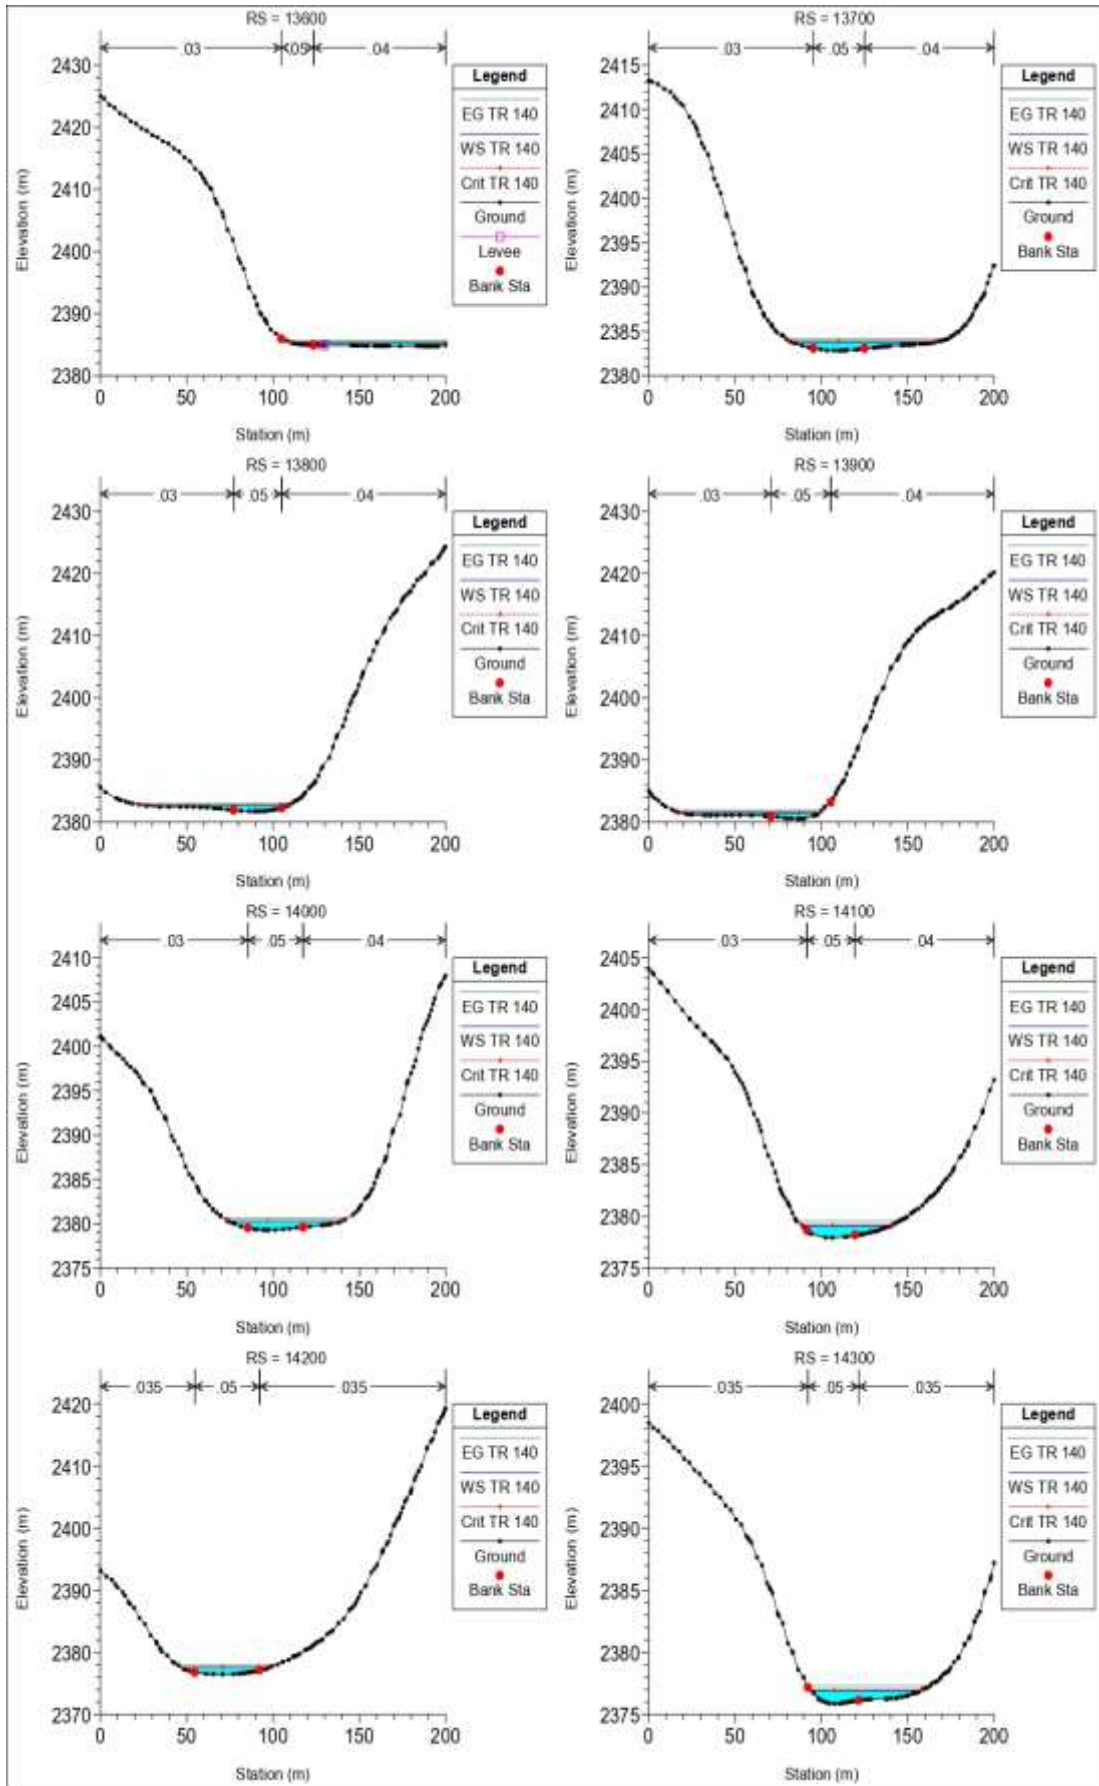 RS = 13600
.03 .05 .04
Elevation (m)
2430
2420
2410
2400
2390
2380
0 50 100 150 200
Station (m)
Legend
EG TR 140
WS TR 140
Crit TR 140
Ground
Levee
Bank Sta
RS = 13700
.03 .05 .04
Elevation (m)
2415
2410
2405
2400
2395
2390
2385
2380
0 50 100 150 200
Station (m)
Legend
EG TR 140
WS TR 140
Crit TR 140
Ground
Bank Sta
RS = 13800
.03 .05 .04
Elevation (m)
2430
2420
2410
2400
2390
2380
0 50 100 150 200
Station (m)
Legend
EG TR 140
WS TR 140
Crit TR 140
Ground
Bank Sta
RS = 13900
.03 .05 .04
Elevation (m)
2430
2420
2410
2400
2390
2380
0 50 100 150 200
Station (m)
Legend
EG TR 140
WS TR 140
Crit TR 140
Ground
Bank Sta
RS = 14000
.03 .05 .04
Elevation (m)
2410
2405
2400
2395
2390
2385
2380
2375
0 50 100 150 200
Station (m)
Legend
EG TR 140
WS TR 140
Crit TR 140
Ground
Bank Sta
RS = 14100
.03 .05 .04
Elevation (m)
2405
2400
2395
2390
2385
2380
2375
0 50 100 150 200
Station (m)
Legend
EG TR 140
WS TR 140
Crit TR 140
Ground
Bank Sta
RS = 14200
.035 .05 .035
Elevation (m)
2420
2410
2400
2390
2380
2370
0 50 100 150 200
Station (m)
Legend
EG TR 140
WS TR 140
Crit TR 140
Ground
Bank Sta
RS = 14300
.035 .05 .035
Elevation (m)
2400
2395
2390
2385
2380
2375
2370
0 50 100 150 200
Station (m)
Legend
EG TR 140
WS TR 140
Crit TR 140
Ground
Bank Sta